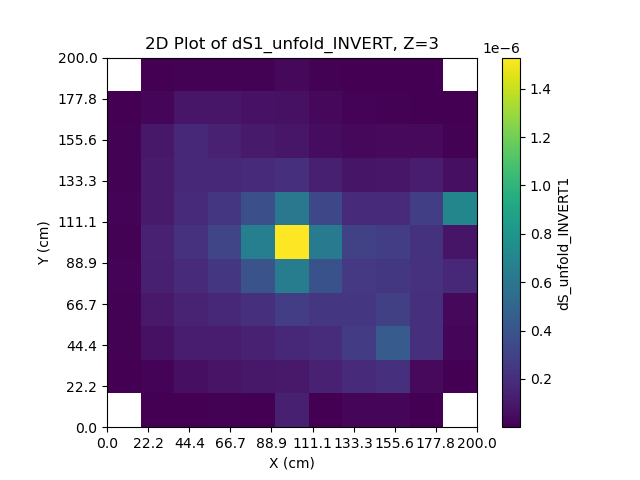 2D Plot of dS1_unfold_INVERT, Z=3
1e−6
200.0
177.8
155.6
133.3
111.1
88.9
66.7
44.4
22.2
0.0
Y (cm)
0.0 22.2 44.4 66.7 88.9 111.1 133.3 155.6 177.8 200.0
X (cm)
1.4
1.2
1.0
0.8
0.6
0.4
0.2
dS_unfold_INVERT1